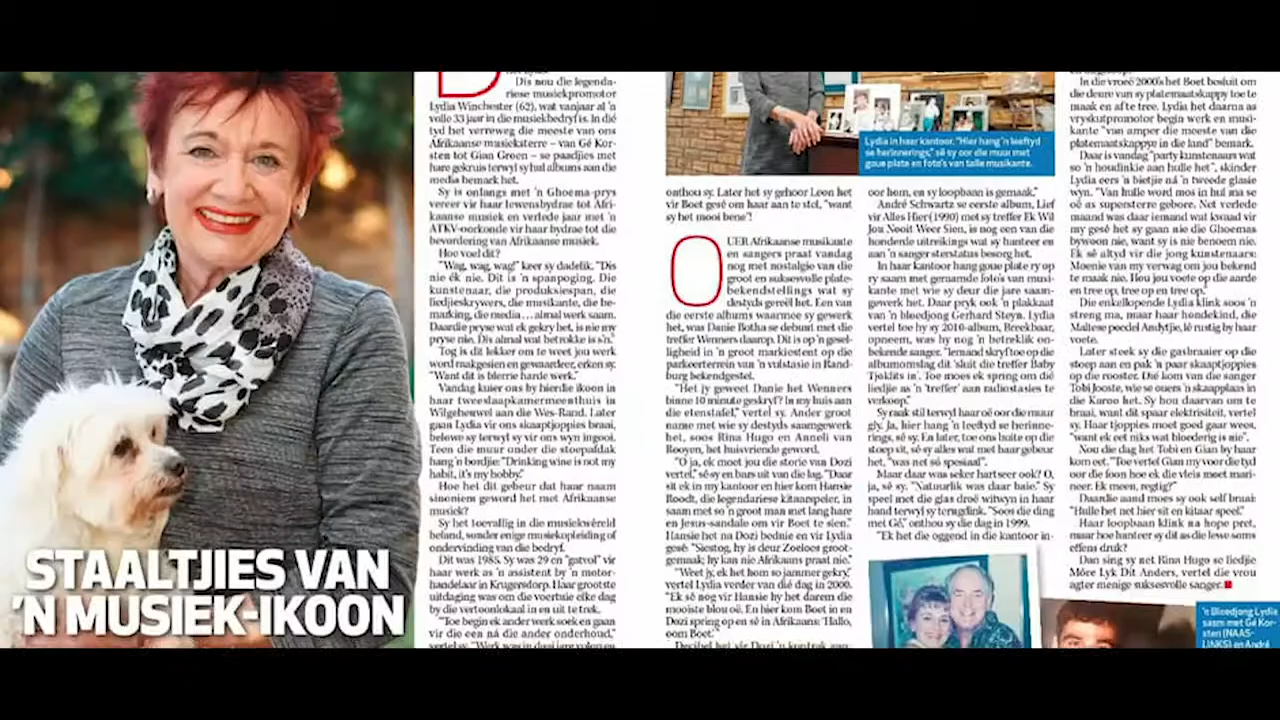 STAALTJIES VAN
'N MUSIEK-IKOON
D
Dis nou die legenda-
riese musiekpromotor
Lydia Winchester (62), wat vanjaar al 'n
volle 33 jaar in die musiekbedryf is. In dié
tyd het verreweg die meeste van ons
Afrikaanse musieksterre – van Gé Kor-
sten tot Gian Groen – se paadjies met
hare gekruis terwyl sy hul albums aan die
media bemark het.
Sy is onlangs met 'n Ghoema-prys
vereer vir haar lewensbydrae tot Afri-
kaanse musiek en verlede jaar met 'n
ATKV-oorkonde vir haar bydrae tot die
bevordering van Afrikaanse musiek.
Hoe voel dit?
"Wag, wag, wag!" keer sy dadelik. "Dis
nie ék nie. Dit is 'n spanpoging. Die
kunstenaar, die produksiespan, die
liedjieskrywers, die musikante, die be-
marking, die media... almal werk saam.
Daardie pryse wat ek gekry het, is nie my
pryse nie. Dis almal wat betrokke is s'n."
Tog is dit lekker om te weet jou werk
word raakgesien en gewaardeer, erken sy.
"Want dit is blerrie harde werk."
Vandag kuier ons by hierdie ikoon in
haar tweeslaapkamermeenthuis in
Wilgeheuwel aan die Wes-Rand. Later
gaan Lydia vir ons skaaptjoppies braai,
belowe sy terwyl sy vir ons wyn ingooi.
Teen die muur onder die stoepafdak
hang 'n bordjie: "Drinking wine is not my
habit, it's my hobby."
Hoe het dit gebeur dat haar naam
sinoniem geword het met Afrikaanse
musiek?
Sy het toevallig in die musiekwêreld
beland, sonder enige musiekopleiding of
ondervinding van die bedryf.
Dit was 1985. Sy was 29 en "gatvol" vir
haar werk as 'n assistent by 'n motor-
handelaar in Krugersdorp. Haar grootste
uitdaging was om die voertuie elke dag
by die vertoonlokaal in en uit te trek.
"Toe begin ek ander werk soek en gaan
vir die een ná die ander onderhoud,"
vertel sy. "Werk was in daai jare volop en
Lydia in haar kantoor. "Hier hang 'n leeftyd
se herinnerings," sê sy oor die muur met
goue plate en foto's van talle musikante.
onthou sy. Later het sy gehoor Leon het
vir Boet gesê om haar aan te stel, "want
sy het mooi bene"!
OUER Afrikaanse musikante
en sangers praat vandag
nog met nostalgie van die
groot en suksesvolle plate-
bekendstellings wat sy
destyds gereël het. Een van
die eerste albums waarmee sy gewerk
het, was Danie Botha se debuut met die
treffer Wenners daarop. Dit is op 'n gesel-
ligheid in 'n groot markiestent op die
parkeerterrein van 'n vulstasie in Rand-
burg bekendgestel.
"Het jy geweet Danie het Wenners
binne 10 minute geskryf? In my huis aan
die etenstafel," vertel sy. Ander groot
name met wie sy destyds saamgewerk
het, soos Rina Hugo en Anneli van
Rooyen, het huisvriende geword.
"O ja, ek moet jou die storie van Dozi
vertel," sê sy en bars uit van die lag. "Daar
sit ek in my kantoor en hier kom Hansie
Roodt, die legendariese kitaarspeler, in
saam met so 'n groot man met lang hare
en Jesus-sandale om vir Boet te sien."
Hansie het na Dozi beduie en vir Lydia
gesê: "Siestog, hy is deur Zoeloes groot-
gemaak; hy kan nie Afrikaans praat nie."
"Weet jy, ek het hom so jammer gekry,"
vertel Lydia verder van dié dag in 2000.
"Ek sê nog vir Hansie hy het darem die
mooiste blou oë. En hier kom Boet in en
Dozi spring op en sê in Afrikaans: 'Hallo,
oom Boet.'"
oor hom, en sy loopbaan is gemaak."
André Schwartz se eerste album, Lief
vir Alles Hier (1990) met sy treffer Ek Wil
Jou Nooit Weer Sien, is nog een van die
honderde uitreikings wat sy hanteer en
aan 'n sanger sterstatus besorg het.
In haar kantoor hang goue plate ry op
ry saam met geraamde foto's van musi-
kante met wie sy deur die jare saam-
gewerk het. Daar pryk ook 'n plakkaat
van 'n bloedjong Gerhard Steyn. Lydia
vertel toe hy sy 2010-album, Breekbaar,
opneem, was hy nog 'n betreklik on-
bekende sanger. "Iemand skryf toe op die
albumomslag dit 'sluit die treffer Baby
Tjoklits in'. Toe moes ek spring om dié
liedjie as 'n 'treffer' aan radiostasies te
verkoop."
Sy raak stil terwyl haar oë oor die muur
gly. Ja, hier hang 'n leeftyd se herinne-
rings, sê sy. En later, toe ons buite op die
stoep sit, sê sy alles wat met haar gebeur
het, "was net só spesiaal".
Maar daar was seker hartseer ook? O,
ja, sê sy. "Natuurlik was daar baie." Sy
speel met die glas droë witwyn in haar
hand terwyl sy terugdink. "Soos die ding
met Gé," onthou sy die dag in 1999.
"Ek het die oggend in die kantoor in-
In die vroeë 2000's het Boet besluit om
die deure van sy platemaatskappy toe te
maak en af te tree. Lydia het daarna as
vryskutpromotor begin werk en musi-
kante "van amper die meeste van die
platemaatskappye in die land" bemark.
Daar is vandag "party kunstenaars wat
so 'n houdinkie aan hulle het", skinder
Lydia eers 'n bietjie ná 'n tweede glasie
wyn. "Van hulle word mos in hul ma se
oë as supersterre gebore. Net verlede
maand was daar iemand wat kwaad vir
my gesê het sy gaan nie die Ghoemas
bywoon nie, want sy is nie benoem nie.
Ek sê altyd vir die jong kunstenaars:
Moenie van my verwag om jou bekend
te maak nie. Hou jou voete op die aarde
en tree op, tree op en tree op."
Die enkellopende Lydia klink soos 'n
streng ma, maar haar hondekind, die
Maltese poedel Andytjie, lê rustig by haar
voete.
Later steek sy die gasbraaier op die
stoep aan en pak 'n paar skaaptjoppies
op die rooster. Dié kom van die sanger
Tobi Jooste, wie se ouers 'n skaapplaas in
die Karoo het. Sy hou daarvan om te
braai, want dit spaar elektrisiteit, vertel
sy. Haar tjoppies moet goed gaar wees,
"want ek eet niks wat bloederig is nie".
Nou die dag het Tobi en Gian by haar
kom eet. "Toe vertel Gian my voor die tyd
oor die foon hoe ek die vleis moet mari-
neer. Ek meen, regtig?"
Daardie aand moes sy ook self braai:
"Hulle het net hier sit en kitaar speel."
Haar loopbaan klink na hope pret,
maar hoe hanteer sy dit as die lewe soms
effens druk?
Dan sing sy net Rina Hugo se liedjie
Môre Lyk Dit Anders, vertel die vrou
agter menige suksesvolle sanger.
'n Bloedjong Lydia
saam met Gé Kor-
sten (NAAS-
LINKS) en André